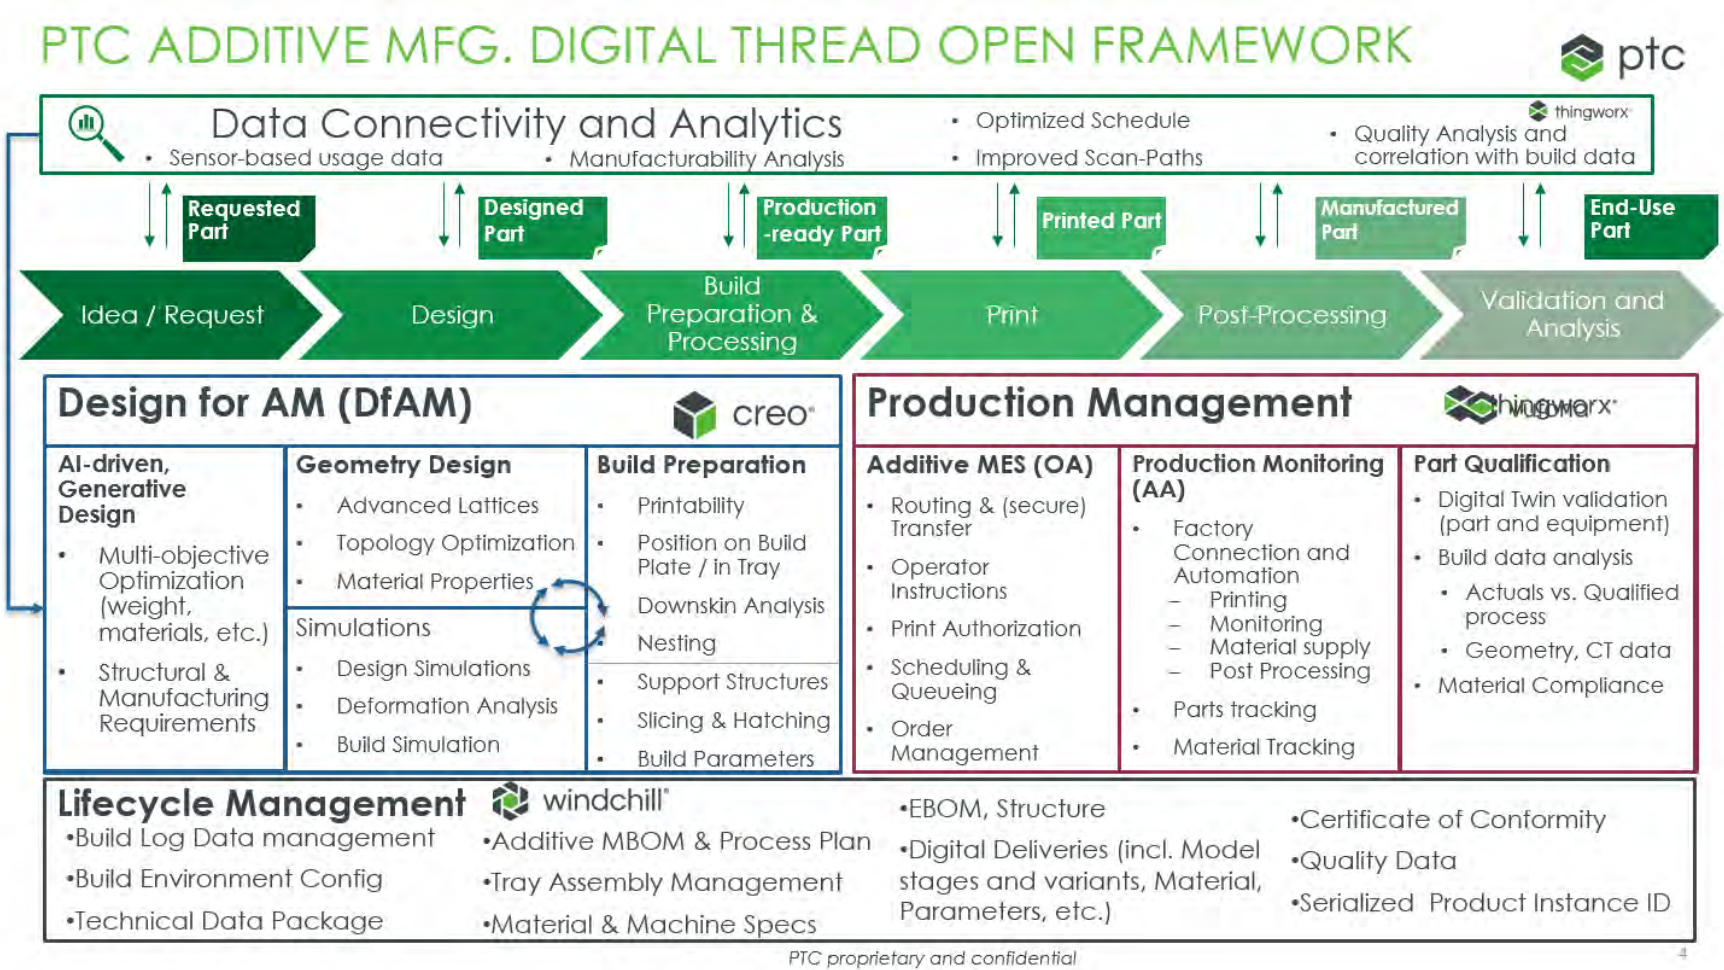 PTC ADDITIVE MFG. DIGITAL THREAD OPEN FRAMEWORK
ptc
Data Connectivity and Analytics
• Sensor-based usage data
• Manufacturability Analysis
• Optimized Schedule
• Improved Scan-Paths
thingworx
• Quality Analysis and
correlation with build data
Requested
Part
Designed
Part
Production
-ready Part
Printed Part
Manufactured
Part
End-Use
Part
Idea / Request
Design
Build
Preparation &
Processing
Print
Post-Processing
Validation and
Analysis
Design for AM (DfAM)
creo
AI-driven,
Generative
Design
• Multi-objective
Optimization
(weight,
materials, etc.)
• Structural &
Manufacturing
Requirements
Geometry Design
• Advanced Lattices
• Topology Optimization
• Material Properties
Simulations
• Design Simulations
• Deformation Analysis
• Build Simulation
Build Preparation
• Printability
• Position on Build
Plate / in Tray
Downskin Analysis
• Nesting
• Support Structures
• Slicing & Hatching
• Build Parameters
Production Management
thingworx
Additive MES (OA)
• Routing & (secure)
Transfer
• Operator
Instructions
• Print Authorization
• Scheduling &
Queueing
• Order
Management
Production Monitoring
(AA)
• Factory
Connection and
Automation
– Printing
– Monitoring
– Material supply
– Post Processing
• Parts tracking
• Material Tracking
Part Qualification
• Digital Twin validation
(part and equipment)
• Build data analysis
• Actuals vs. Qualified
process
• Geometry, CT data
• Material Compliance
Lifecycle Management
windchill
•Build Log Data management
•Build Environment Config
•Technical Data Package
•Additive MBOM & Process Plan
•Tray Assembly Management
•Material & Machine Specs
•EBOM, Structure
•Digital Deliveries (incl. Model
stages and variants, Material,
Parameters, etc.)
•Certificate of Conformity
•Quality Data
•Serialized Product Instance ID
PTC proprietary and confidential
4